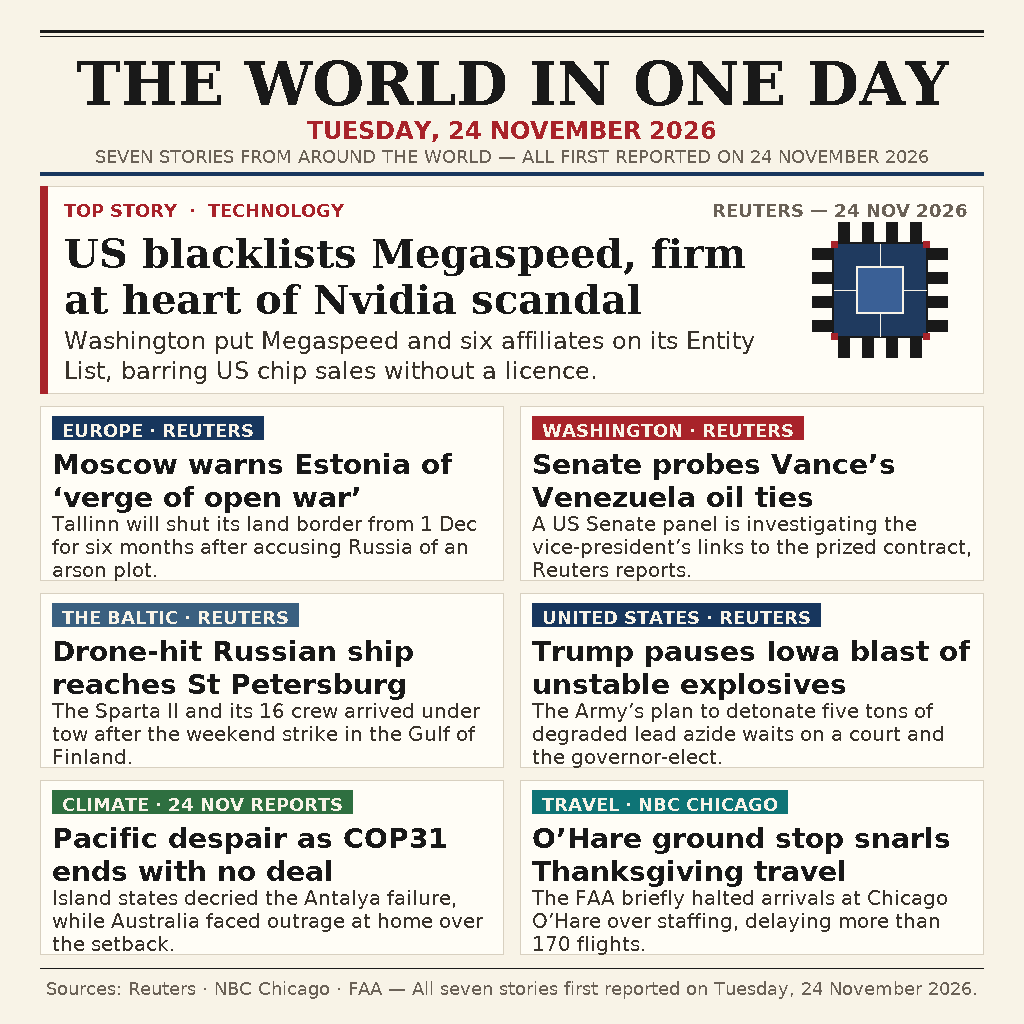 THE WORLD IN ONE DAY
TUESDAY, 24 NOVEMBER 2026
SEVEN STORIES FROM AROUND THE WORLD — ALL FIRST REPORTED ON 24 NOVEMBER 2026
TOP STORY · TECHNOLOGY
REUTERS — 24 NOV 2026
US blacklists Megaspeed, firm
at heart of Nvidia scandal
Washington put Megaspeed and six affiliates on its Entity
List, barring US chip sales without a licence.
EUROPE · REUTERS
Moscow warns Estonia of
‘verge of open war’
Tallinn will shut its land border from 1 Dec
for six months after accusing Russia of an
arson plot.
WASHINGTON · REUTERS
Senate probes Vance’s
Venezuela oil ties
A US Senate panel is investigating the
vice-president’s links to the prized contract,
Reuters reports.
THE BALTIC · REUTERS
Drone-hit Russian ship
reaches St Petersburg
The Sparta II and its 16 crew arrived under
tow after the weekend strike in the Gulf of
Finland.
UNITED STATES · REUTERS
Trump pauses Iowa blast of
unstable explosives
The Army’s plan to detonate five tons of
degraded lead azide waits on a court and
the governor-elect.
CLIMATE · 24 NOV REPORTS
Pacific despair as COP31
ends with no deal
Island states decried the Antalya failure,
while Australia faced outrage at home over
the setback.
TRAVEL · NBC CHICAGO
O’Hare ground stop snarls
Thanksgiving travel
The FAA briefly halted arrivals at Chicago
O’Hare over staffing, delaying more than
170 flights.
Sources: Reuters · NBC Chicago · FAA — All seven stories first reported on Tuesday, 24 November 2026.